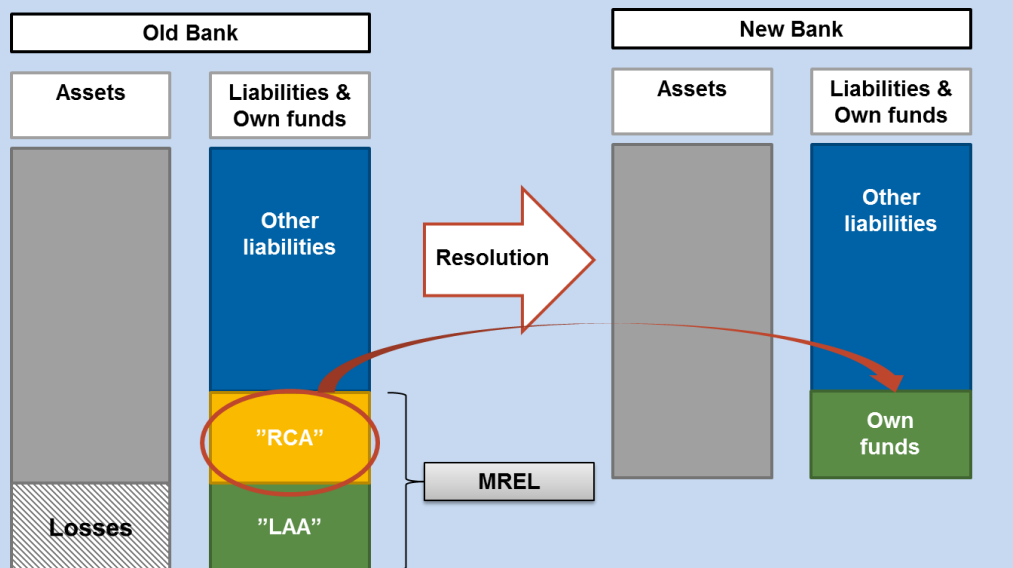 Old Bank
New Bank
Assets
Liabilities &
Own funds
Assets
Liabilities &
Own funds
Other
liabilities
Resolution
Other
liabilities
”RCA”
Own
funds
MREL
Losses
”LAA”